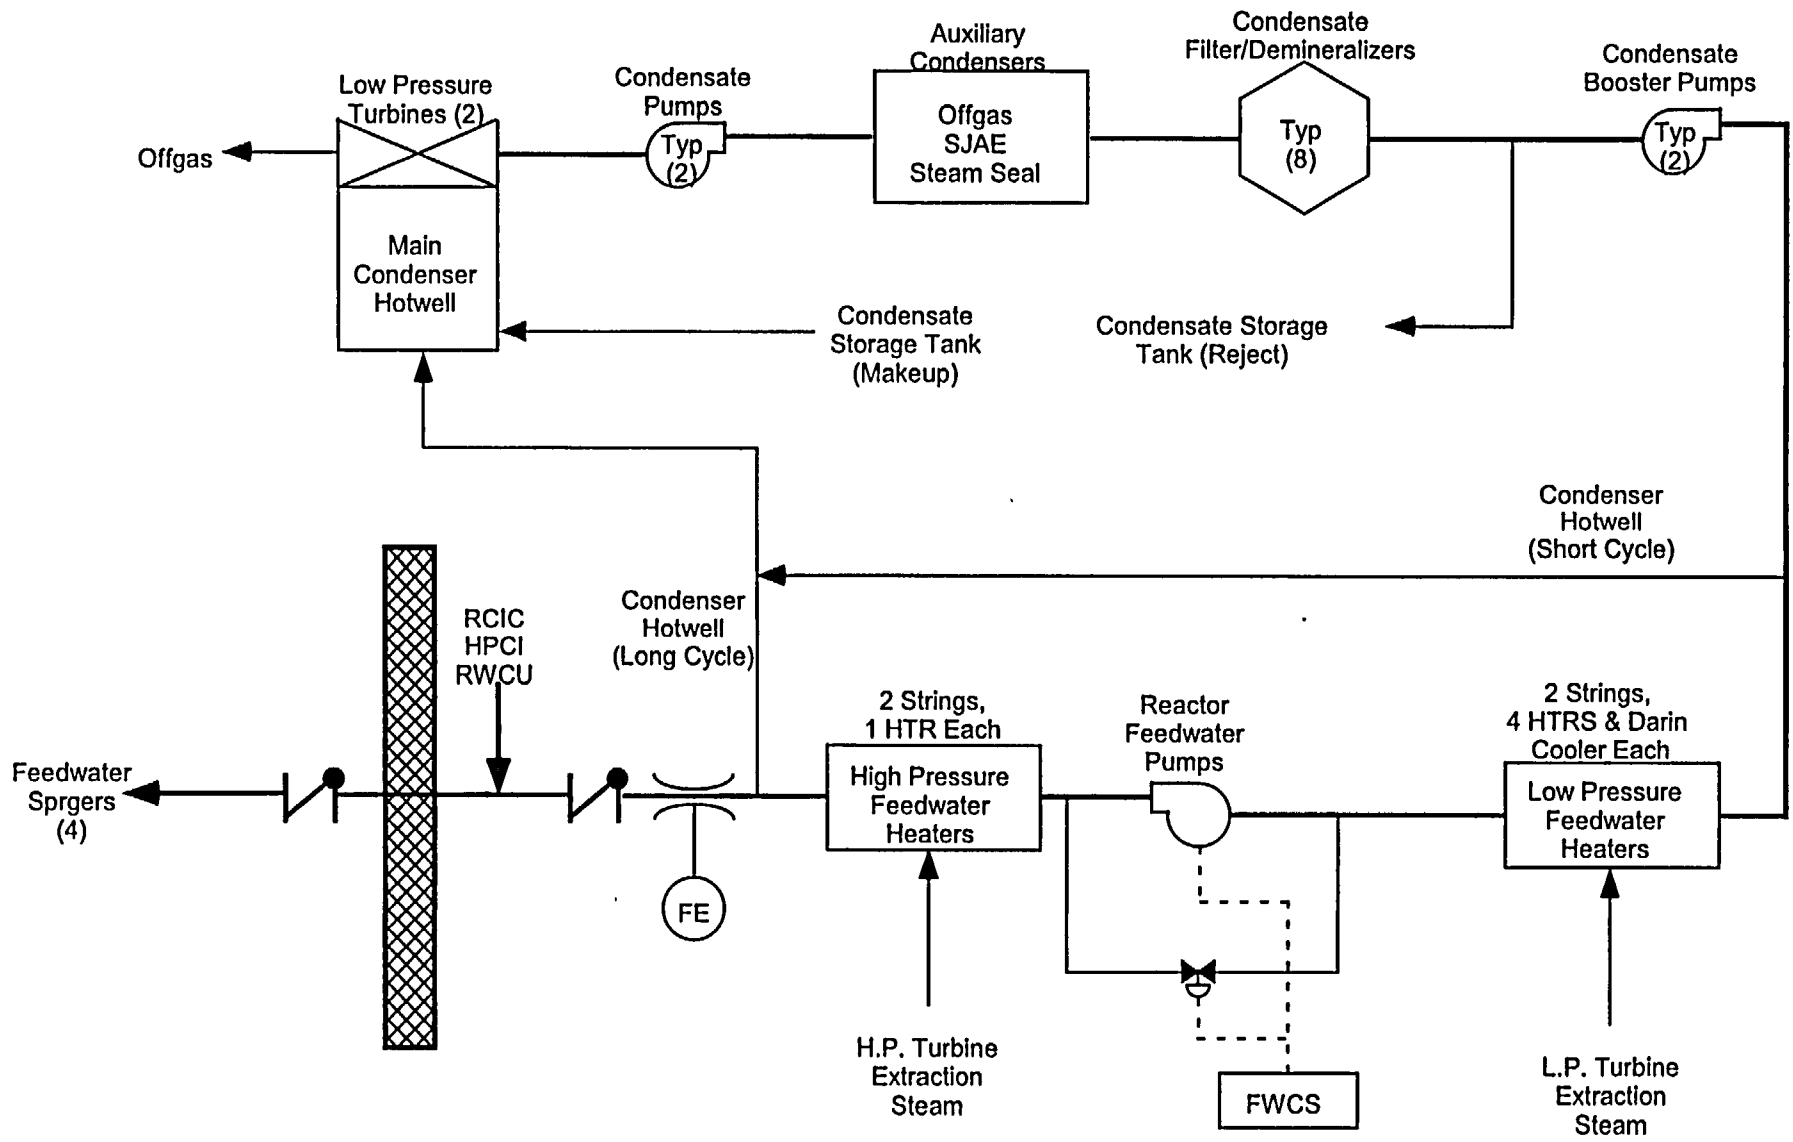 Low Pressure
Turbines (2)
Condensate
Pumps
Auxiliary
Condensers
Condensate
Filter/Demineralizers
Condensate
Booster Pumps
Offgas
Typ
(2)
Offgas
SJAE
Steam Seal
Typ
(8)
Typ
(2)
Main
Condenser
Hotwell
Condensate
Storage Tank
(Makeup)
Condensate Storage
Tank (Reject)
Condenser
Hotwell
(Short Cycle)
Condenser
Hotwell
(Long Cycle)
RCIC
HPCI
RWCU
2 Strings,
1 HTR Each
Reactor
Feedwater
Pumps
2 Strings,
4 HTRS & Darin
Cooler Each
Feedwater
Sprgers
(4)
High Pressure
Feedwater
Heaters
Low Pressure
Feedwater
Heaters
FE
H.P. Turbine
Extraction
Steam
FWCS
L.P. Turbine
Extraction
Steam